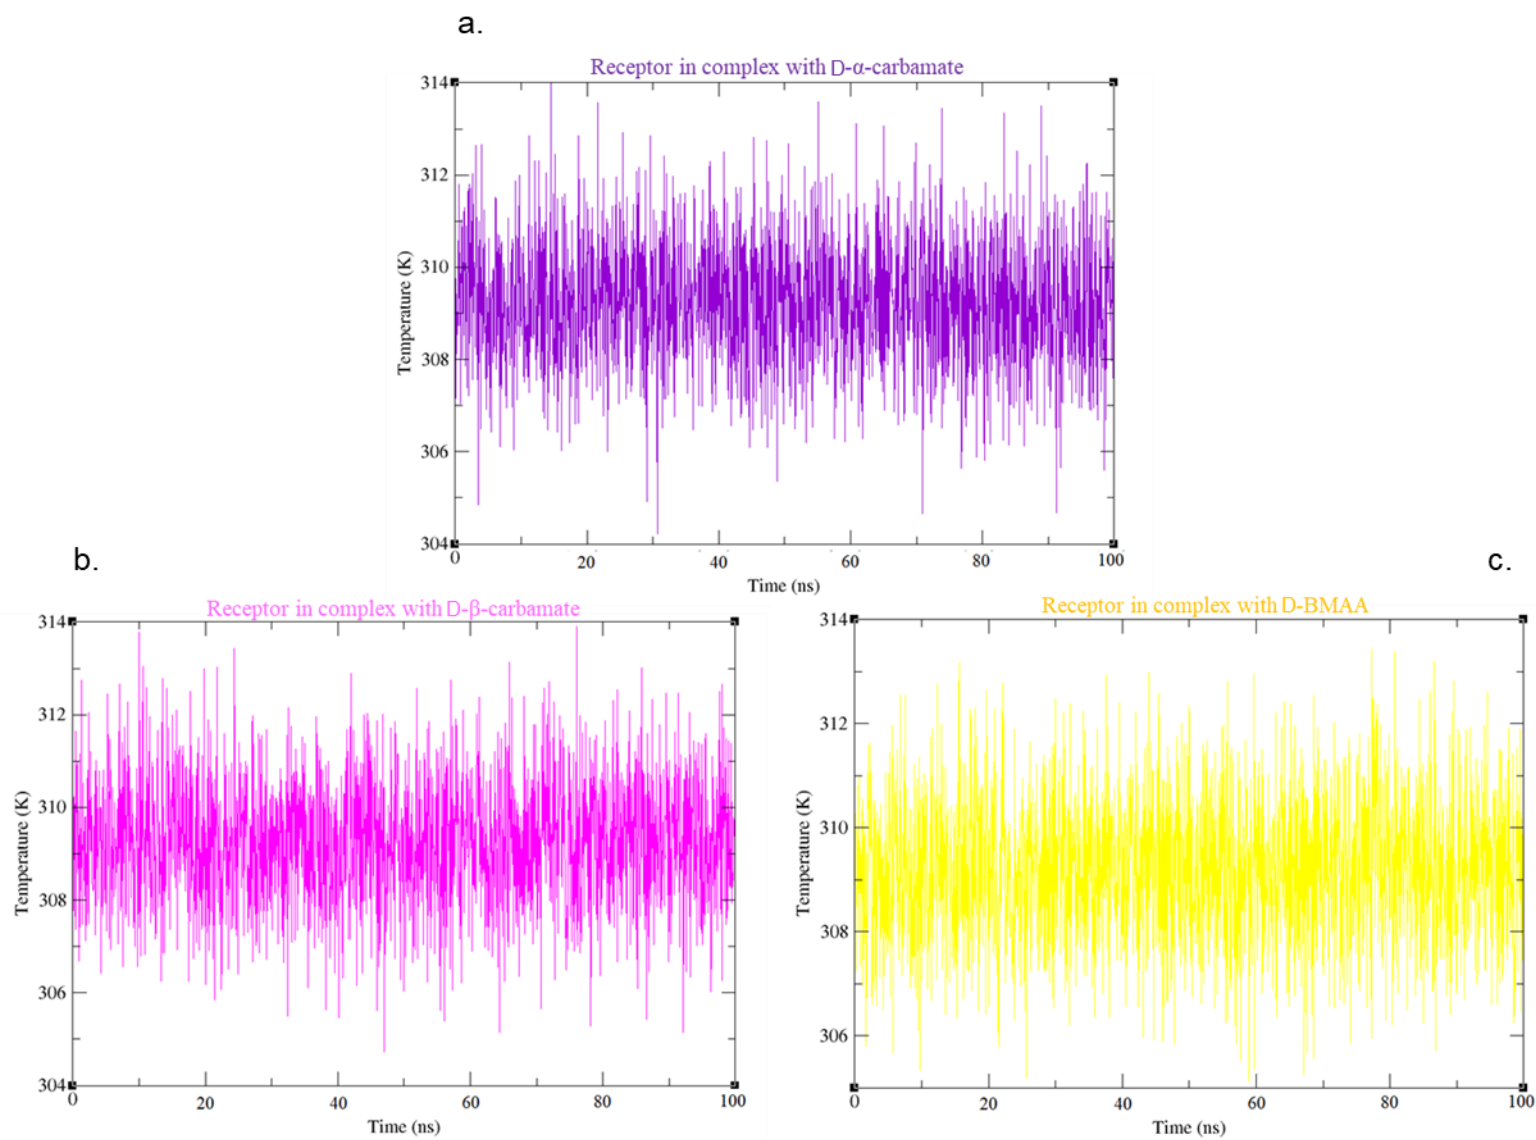 a.
Receptor in complex with D-α-carbamate
314
312
310
308
306
304
Temperature (K)
0 20 40 60 80 100
Time (ns)
b.
Receptor in complex with D-β-carbamate
314
312
310
308
306
304
Temperature (K)
0 20 40 60 80 100
Time (ns)
c.
Receptor in complex with D-BMAA
314
312
310
308
306
Temperature (K)
0 20 40 60 80 100
Time (ns)